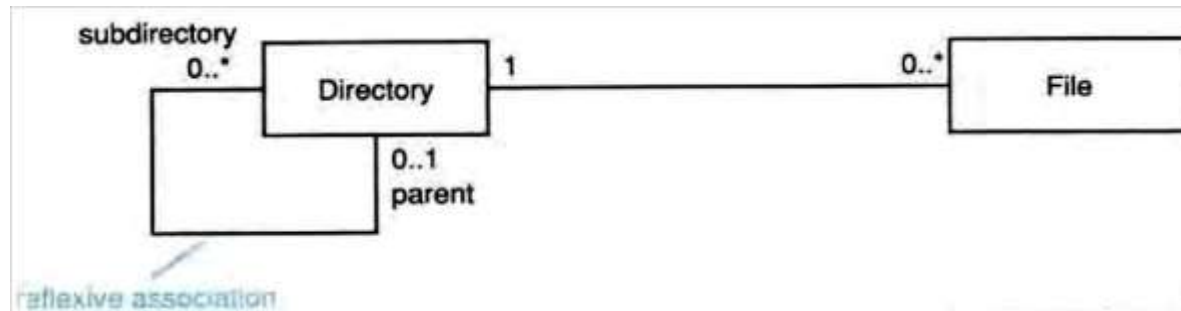 subdirectory
0..*
Directory
1
0..*
File
0..1
parent
reflexive association